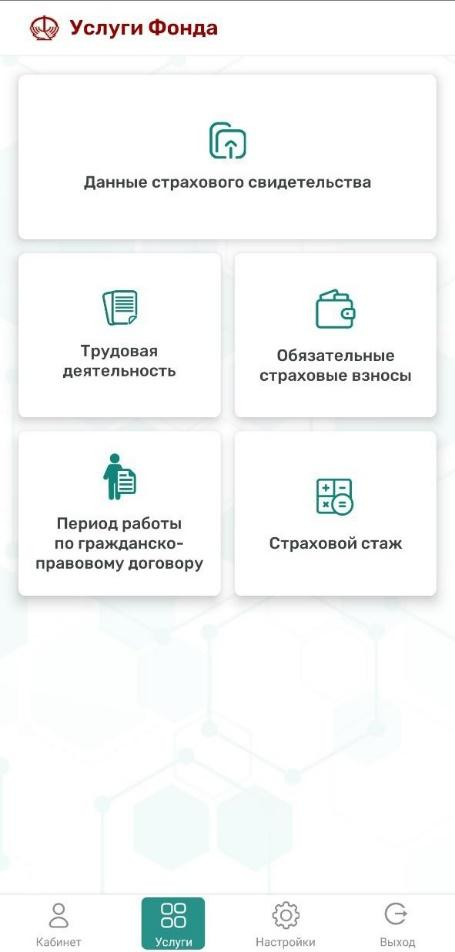 Услуги Фонда
Данные страхового свидетельства
Трудовая
деятельность
Обязательные
страховые взносы
Период работы
по гражданско-
правовому договору
Страховой стаж
Кабинет
Услуги
Настройки
Выход